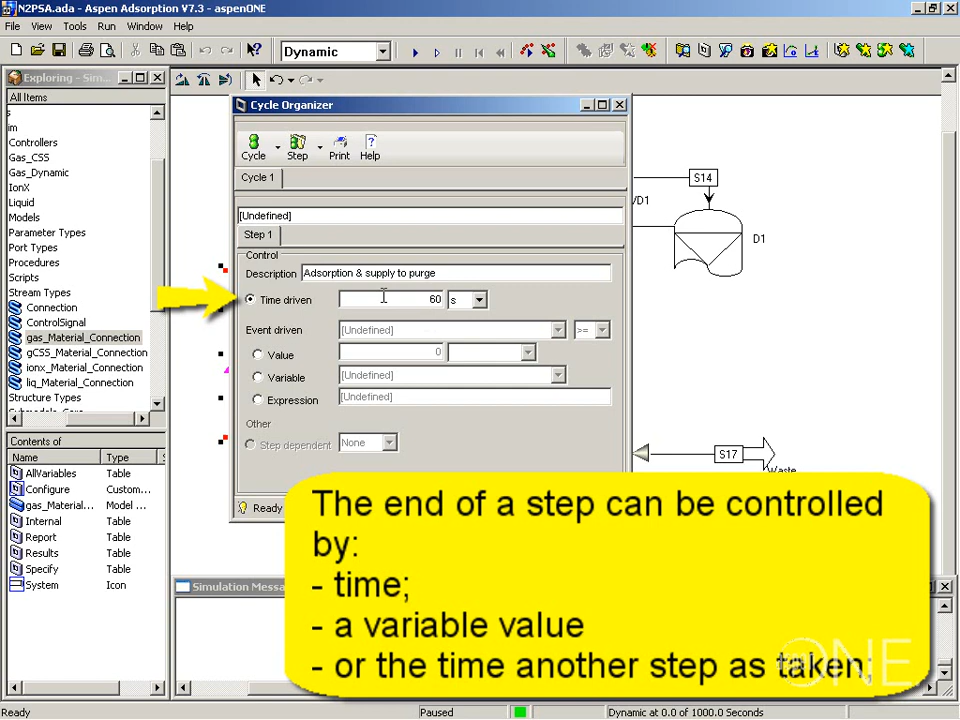 N2PSA.ada - Aspen Adsorption V7.3 - aspenONE
File View Tools Run Window Help
Dynamic
Exploring - Sim...
All Items
s
im
Controllers
Gas_CSS
Gas_Dynamic
IonX
Liquid
Models
Parameter Types
Port Types
Procedures
Scripts
Stream Types
Connection
ControlSignal
gas_Material_Connection
gCSS_Material_Connection
ionx_Material_Connection
liq_Material_Connection
Structure Types
Contents of
Name Type
AllVariables Table
Configure Custom...
gas_Material... Model ...
Internal Table
Report Table
Results Table
Specify Table
System Icon
Cycle Organizer
Cycle Step Print Help
Cycle 1
[Undefined]
Step 1
Control
Description Adsorption & supply to purge
Time driven 60 s
Event driven [Undefined] >=
Value 0
Variable [Undefined]
Expression [Undefined]
Other
Step dependent None
Ready
S14
VD1
D1
S17
Waste
Simulation Messa
The end of a step can be controlled
by:
- time;
- a variable value
- or the time another step as taken;
ONE
Ready Paused Dynamic at 0.0 of 1000.0 Seconds